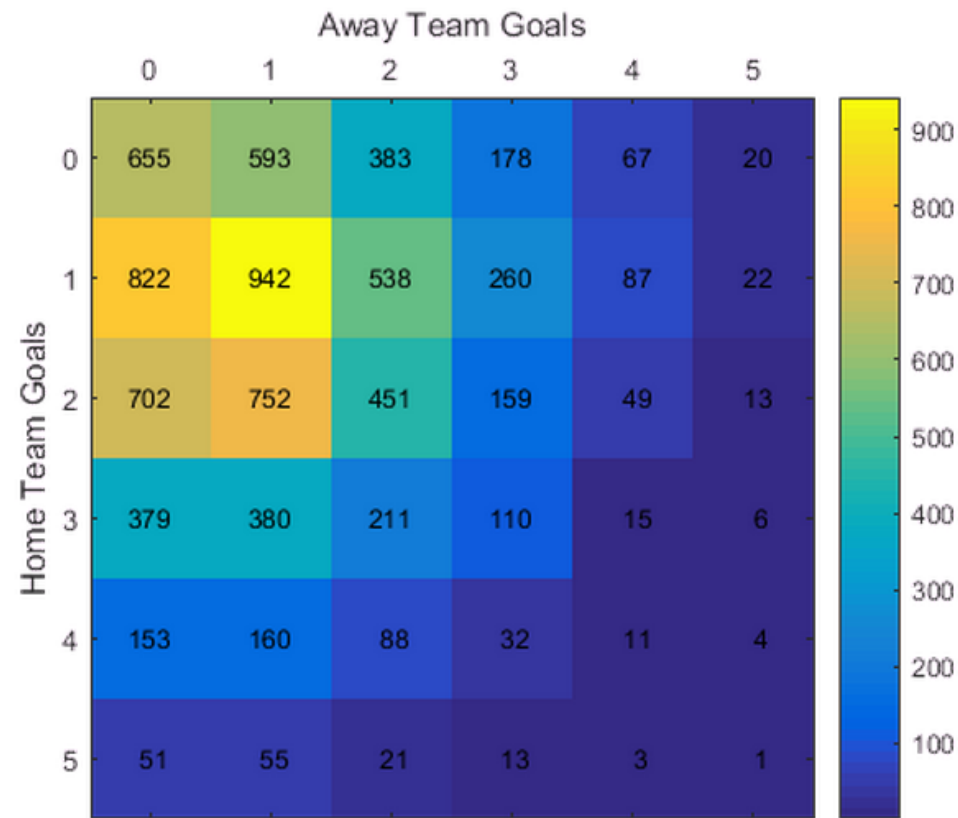 Away Team Goals
0 1 2 3 4 5
Home Team Goals
0 655 593 383 178 67 20
1 822 942 538 260 87 22
2 702 752 451 159 49 13
3 379 380 211 110 15 6
4 153 160 88 32 11 4
5 51 55 21 13 3 1
900
800
700
600
500
400
300
200
100